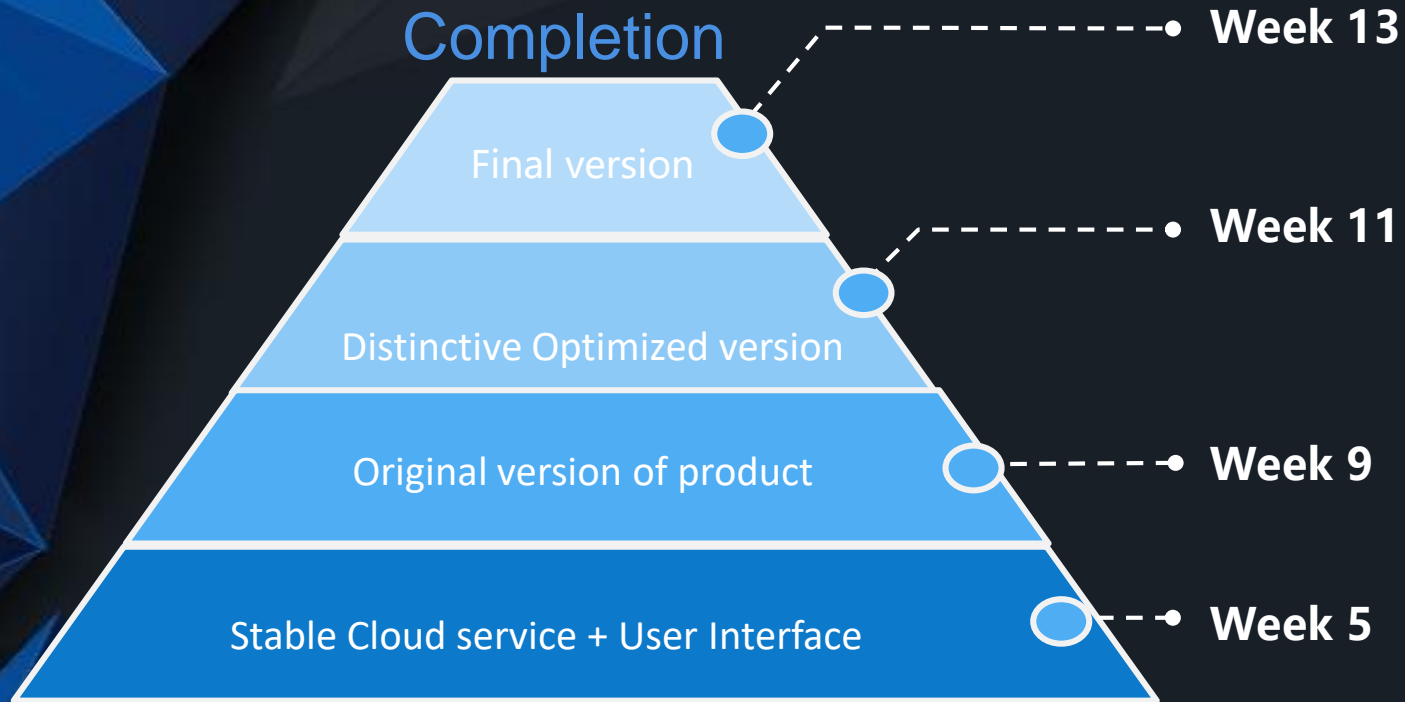 Completion
Week 13
Final version
Week 11
Distinctive Optimized version
Original version of product
Week 9
Stable Cloud service + User Interface
Week 5